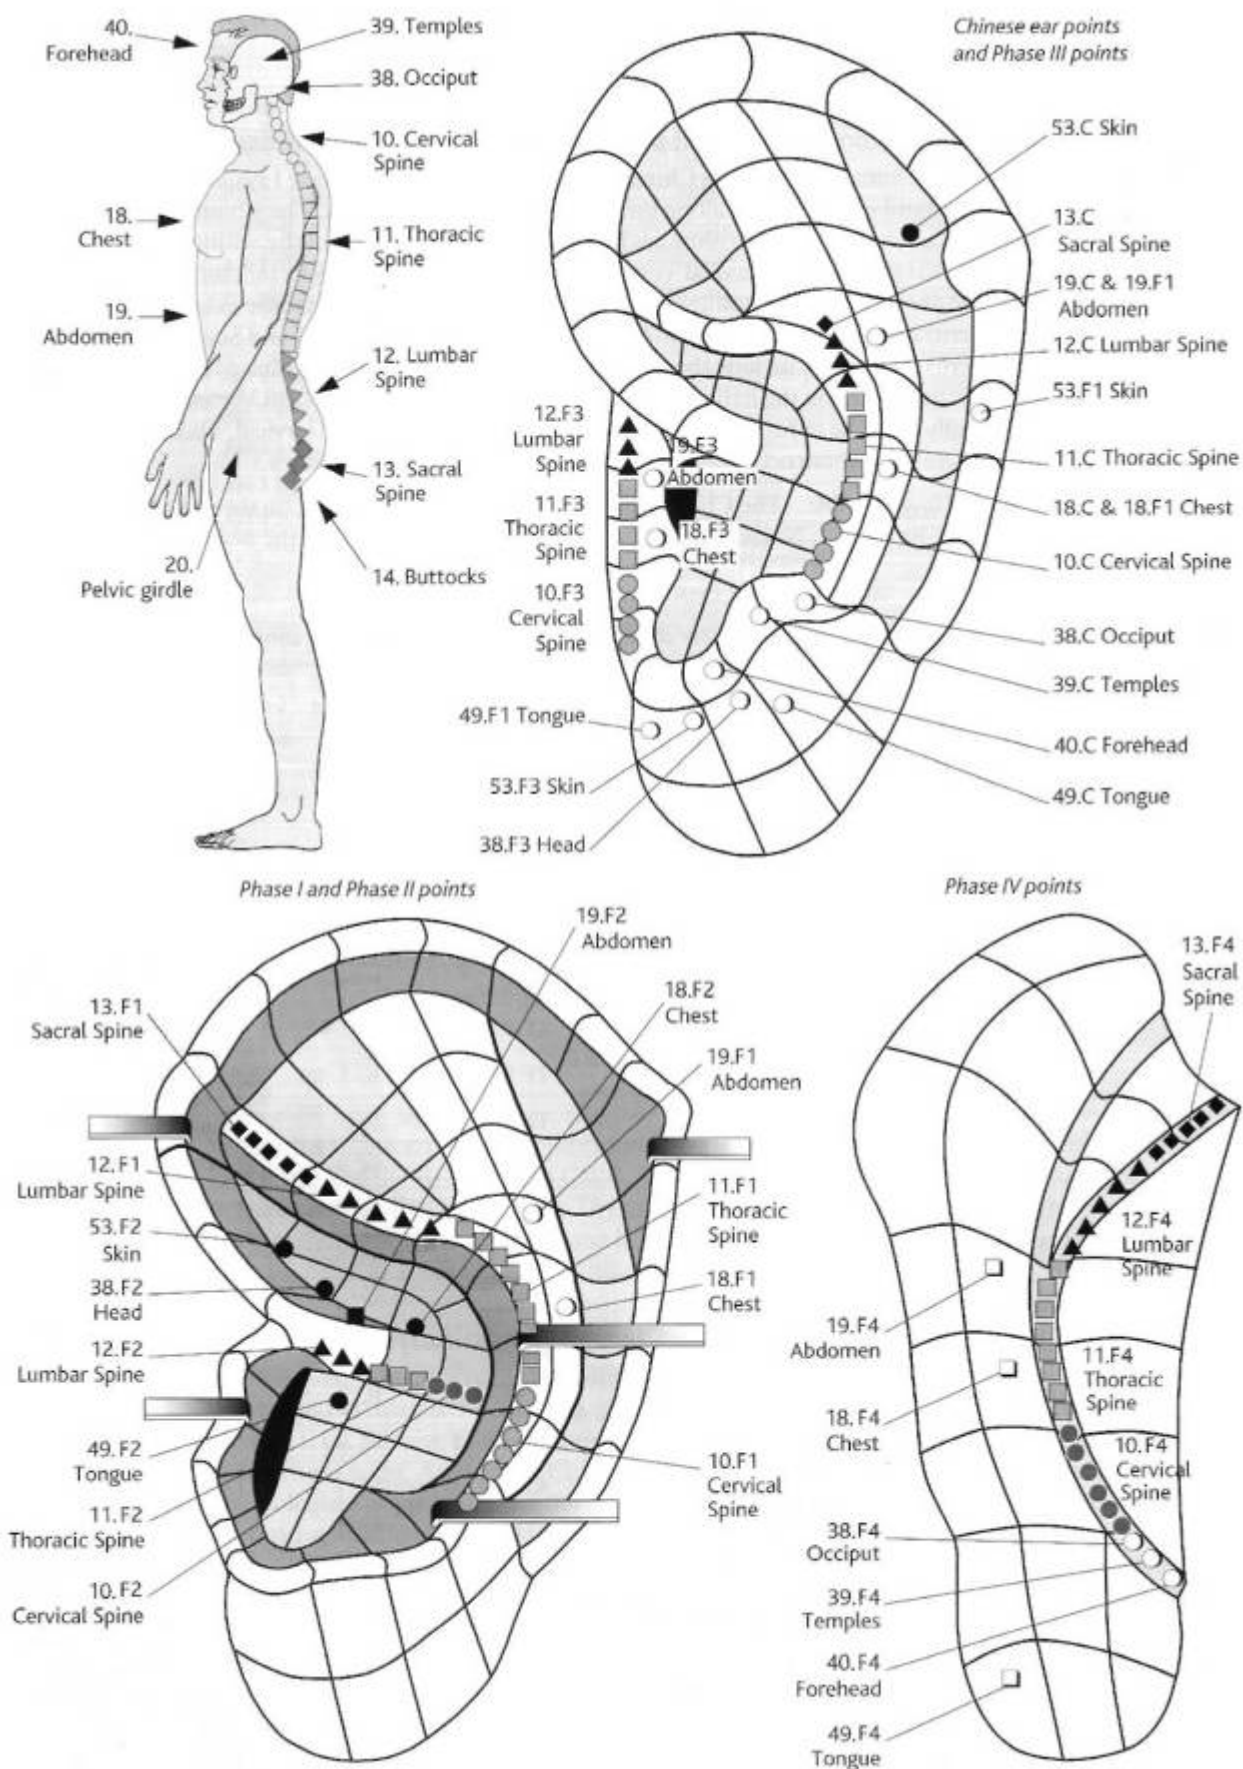 40.
Forehead
39. Temples
38. Occiput
10. Cervical
Spine
18.
Chest
11. Thoracic
Spine
19.
Abdomen
12. Lumbar
Spine
13. Sacral
Spine
20.
Pelvic girdle
14. Buttocks
Chinese ear points
and Phase III points
53.C Skin
13.C
Sacral Spine
19.C & 19.F1
Abdomen
12.C Lumbar Spine
53.F1 Skin
11.C Thoracic Spine
18.C & 18.F1 Chest
10.C Cervical Spine
38.C Occiput
39.C Temples
40.C Forehead
49.C Tongue
12.F3
Lumbar
Spine
19.F3
Abdomen
11.F3
Thoracic
Spine
18.F3
Chest
10.F3
Cervical
Spine
49.F1 Tongue
53.F3 Skin
38.F3 Head
Phase I and Phase II points
19.F2
Abdomen
18.F2
Chest
19.F1
Abdomen
13.F1
Sacral Spine
12.F1
Lumbar Spine
53.F2
Skin
38.F2
Head
12.F2
Lumbar Spine
49.F2
Tongue
11.F2
Thoracic Spine
10.F2
Cervical Spine
11.F1
Thoracic
Spine
18.F1
Chest
10.F1
Cervical
Spine
Phase IV points
13.F4
Sacral
Spine
12.F4
Lumbar
Spine
19.F4
Abdomen
11.F4
Thoracic
Spine
18.F4
Chest
10.F4
Cervical
Spine
38.F4
Occiput
39.F4
Temples
40.F4
Forehead
49.F4
Tongue